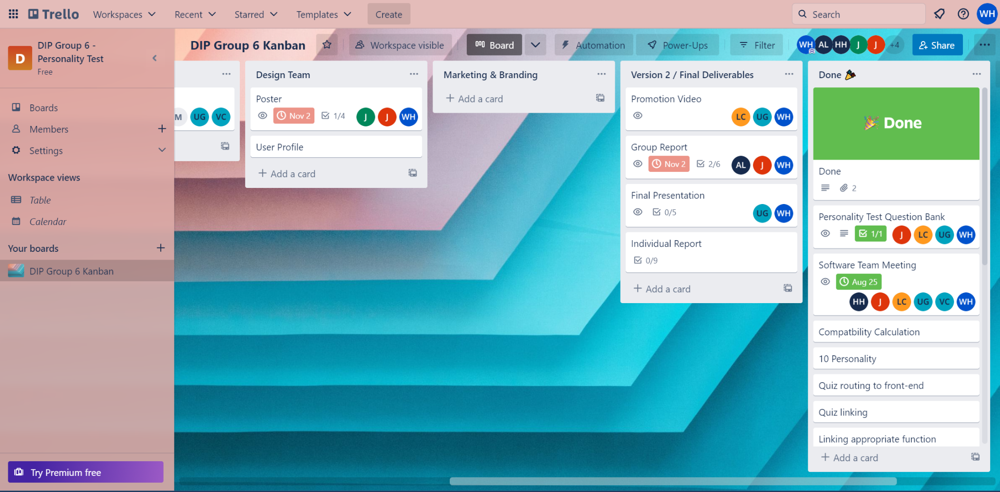 Trello
Workspaces
Recent
Starred
Templates
Create
Search
WH
D
DIP Group 6 -
Personality Test
Free
Boards
Members
Settings
Workspace views
Table
Calendar
Your boards
DIP Group 6 Kanban
Try Premium free
DIP Group 6 Kanban
Workspace visible
Board
Automation
Power-Ups
Filter
WH AL HH J J +4
Share
M UG VC
Design Team
Poster
Nov 2 1/4 J J WH
User Profile
Add a card
Marketing & Branding
Add a card
Version 2 / Final Deliverables
Promotion Video
LC UG WH
Group Report
Nov 2 2/6 AL J WH
Final Presentation
0/5 UG WH
Individual Report
0/9
Add a card
Done
Done
Done
2
Personality Test Question Bank
1/1 J LC UG WH
Software Team Meeting
Aug 25
HH J LC UG VC WH
Compatbility Calculation
10 Personality
Quiz routing to front-end
Quiz linking
Linking appropriate function
Add a card